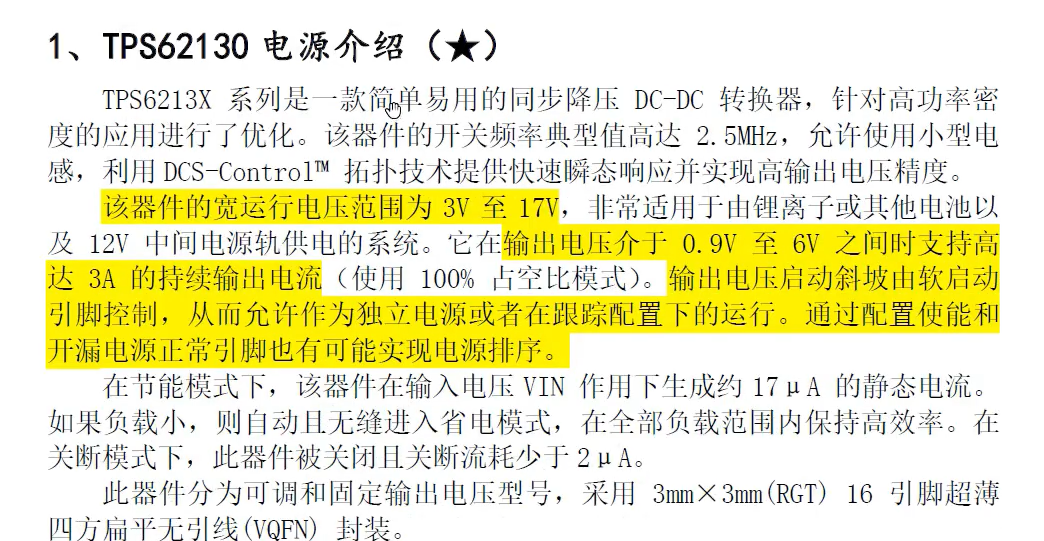 1、TPS62130 电源介绍（★）
TPS6213X 系列是一款简单易用的同步降压 DC-DC 转换器，针对高功率密
度的应用进行了优化。该器件的开关频率典型值高达 2.5MHz，允许使用小型电
感，利用DCS-Control™ 拓扑技术提供快速瞬态响应并实现高输出电压精度。
该器件的宽运行电压范围为 3V 至 17V，非常适用于由锂离子或其他电池以
及 12V 中间电源轨供电的系统。它在输出电压介于 0.9V 至 6V 之间时支持高
达 3A 的持续输出电流（使用 100% 占空比模式）。输出电压启动斜坡由软启动
引脚控制，从而允许作为独立电源或者在跟踪配置下的运行。通过配置使能和
开漏电源正常引脚也有可能实现电源排序。
在节能模式下，该器件在输入电压VIN 作用下生成约17μA 的静态电流。
如果负载小，则自动且无缝进入省电模式，在全部负载范围内保持高效率。在
关断模式下，此器件被关闭且关断流耗少于2μA。
此器件分为可调和固定输出电压型号，采用 3mm×3mm(RGT) 16 引脚超薄
四方扁平无引线(VQFN) 封装。